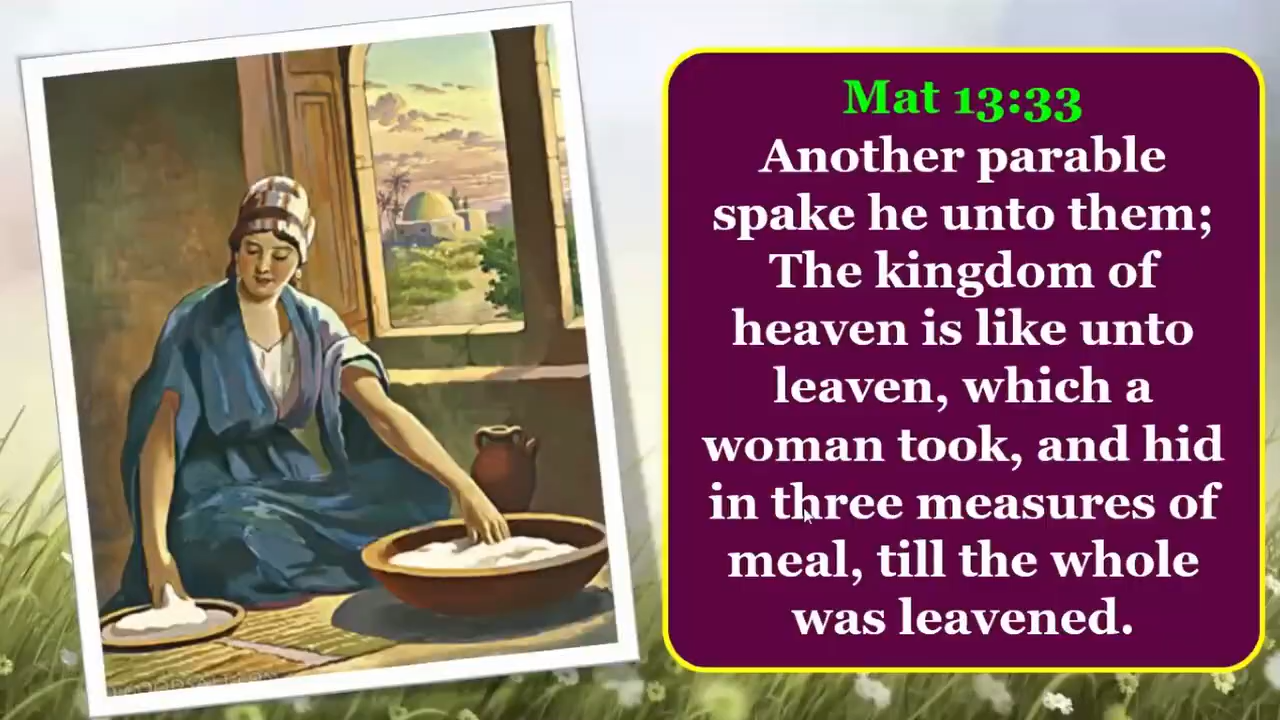 Mat 13:33
Another parable
spake he unto them;
The kingdom of
heaven is like unto
leaven, which a
woman took, and hid
in three measures of
meal, till the whole
was leavened.